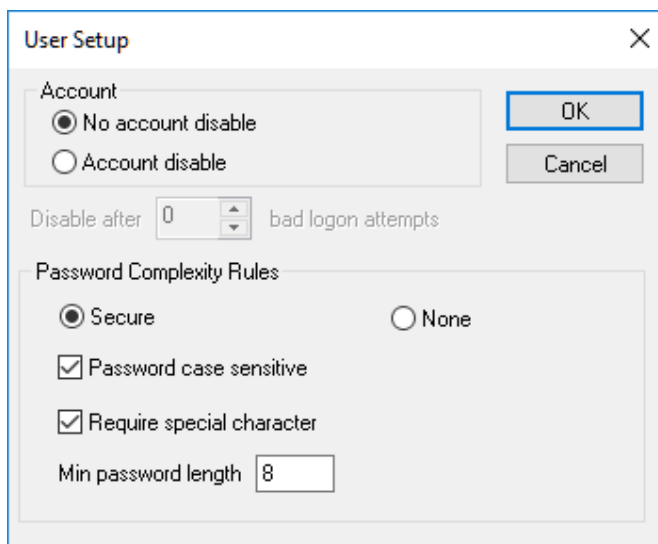 User Setup
Account
No account disable
OK
Account disable
Cancel
Disable after 0 bad logon attempts
Password Complexity Rules
Secure None
Password case sensitive
Require special character
Min password length 8